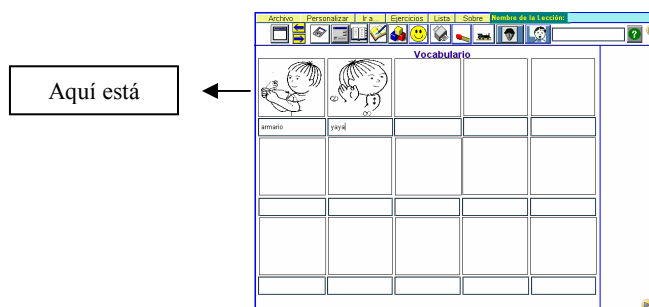 Archivo Personalizar Ir a... Ejercicios Lista Sobre Nombre de la Lección:
Vocabulario
Aquí está
armario yaya